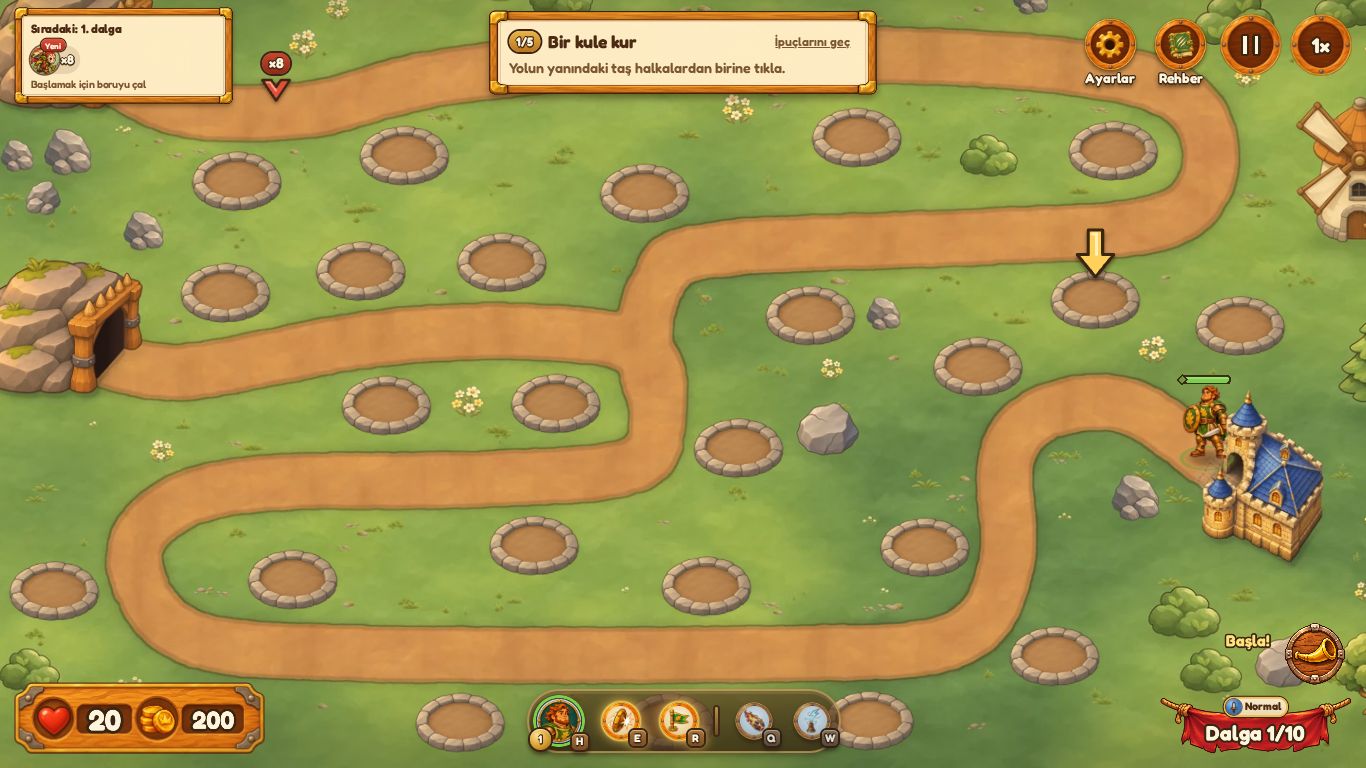 Sıradaki: 1. dalga
Yeni
x8
Başlamak için boruyu çal
x8
1/5 Bir kule kur
İpuçlarını geç
Yolun yanındaki taş halkalardan birine tıkla.
Ayarlar
Rehber
1x
Başla!
20
200
1
H
E
R
Q
W
Normal
Dalga 1/10